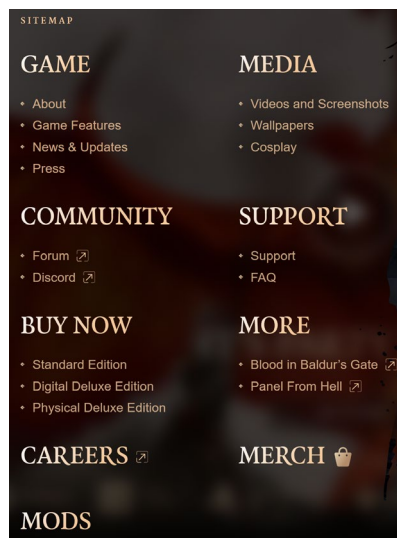 SITEMAP
GAME
About
Game Features
News & Updates
Press
MEDIA
Videos and Screenshots
Wallpapers
Cosplay
COMMUNITY
Forum
Discord
SUPPORT
Support
FAQ
BUY NOW
Standard Edition
Digital Deluxe Edition
Physical Deluxe Edition
MORE
Blood in Baldur's Gate
Panel From Hell
CAREERS
MERCH
MODS